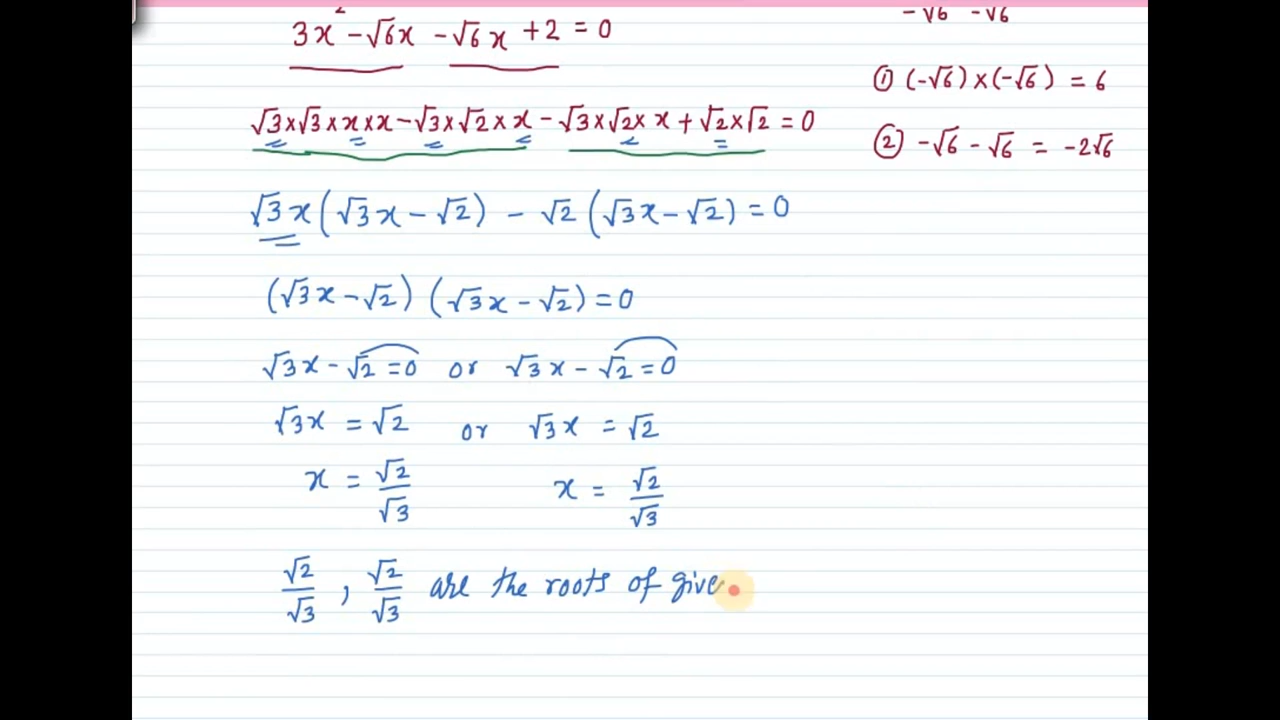 3x² - √6x - √6x + 2 = 0
√3×√3×x×x - √3×√2×x - √3×√2×x + √2×√2 = 0
√3x(√3x - √2) - √2(√3x - √2) = 0
(√3x - √2)(√3x - √2) = 0
√3x - √2 = 0 or √3x - √2 = 0
√3x = √2 or √3x = √2
x = √2/√3 x = √2/√3
√2/√3, √2/√3 are the roots of give
-√6 -√6
① (-√6)×(-√6) = 6
② -√6 - √6 = -2√6